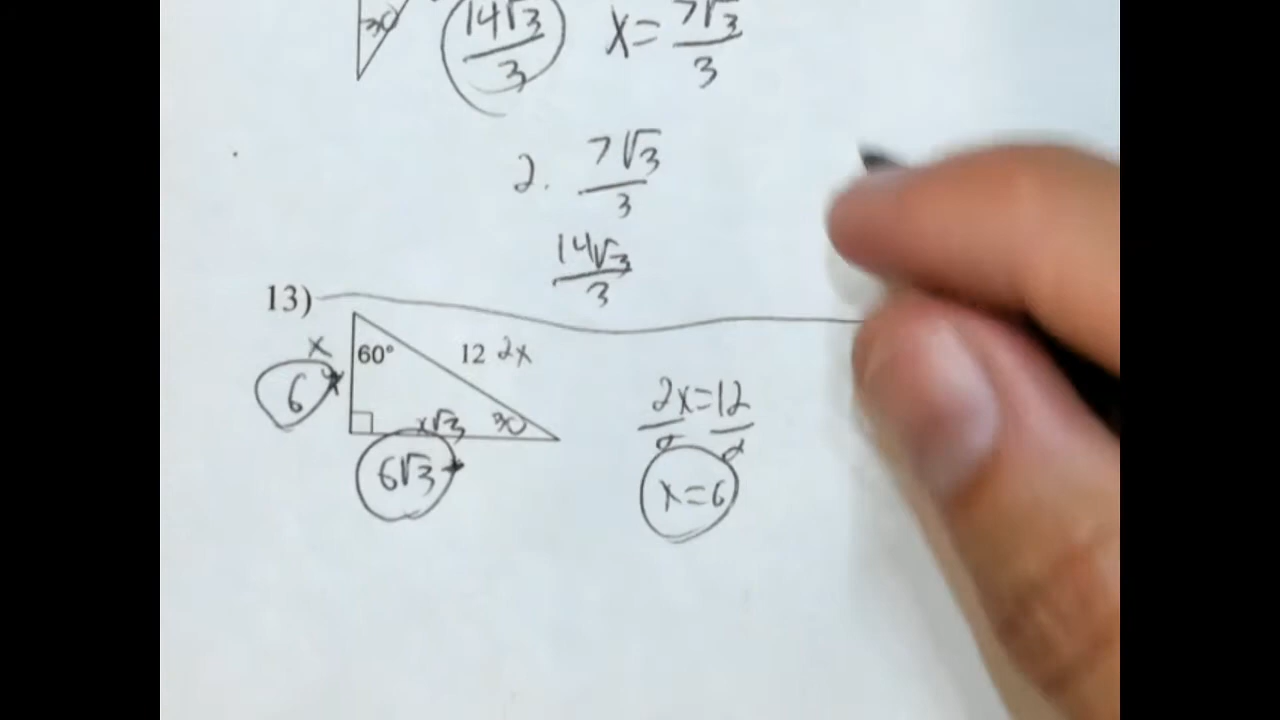 30
14√3
3
x = 7√3
3
2. 7√3
3
14√3
3
13)
x
60°
12 2x
6
x√3 30
6√3
2x = 12
2 2
x = 6